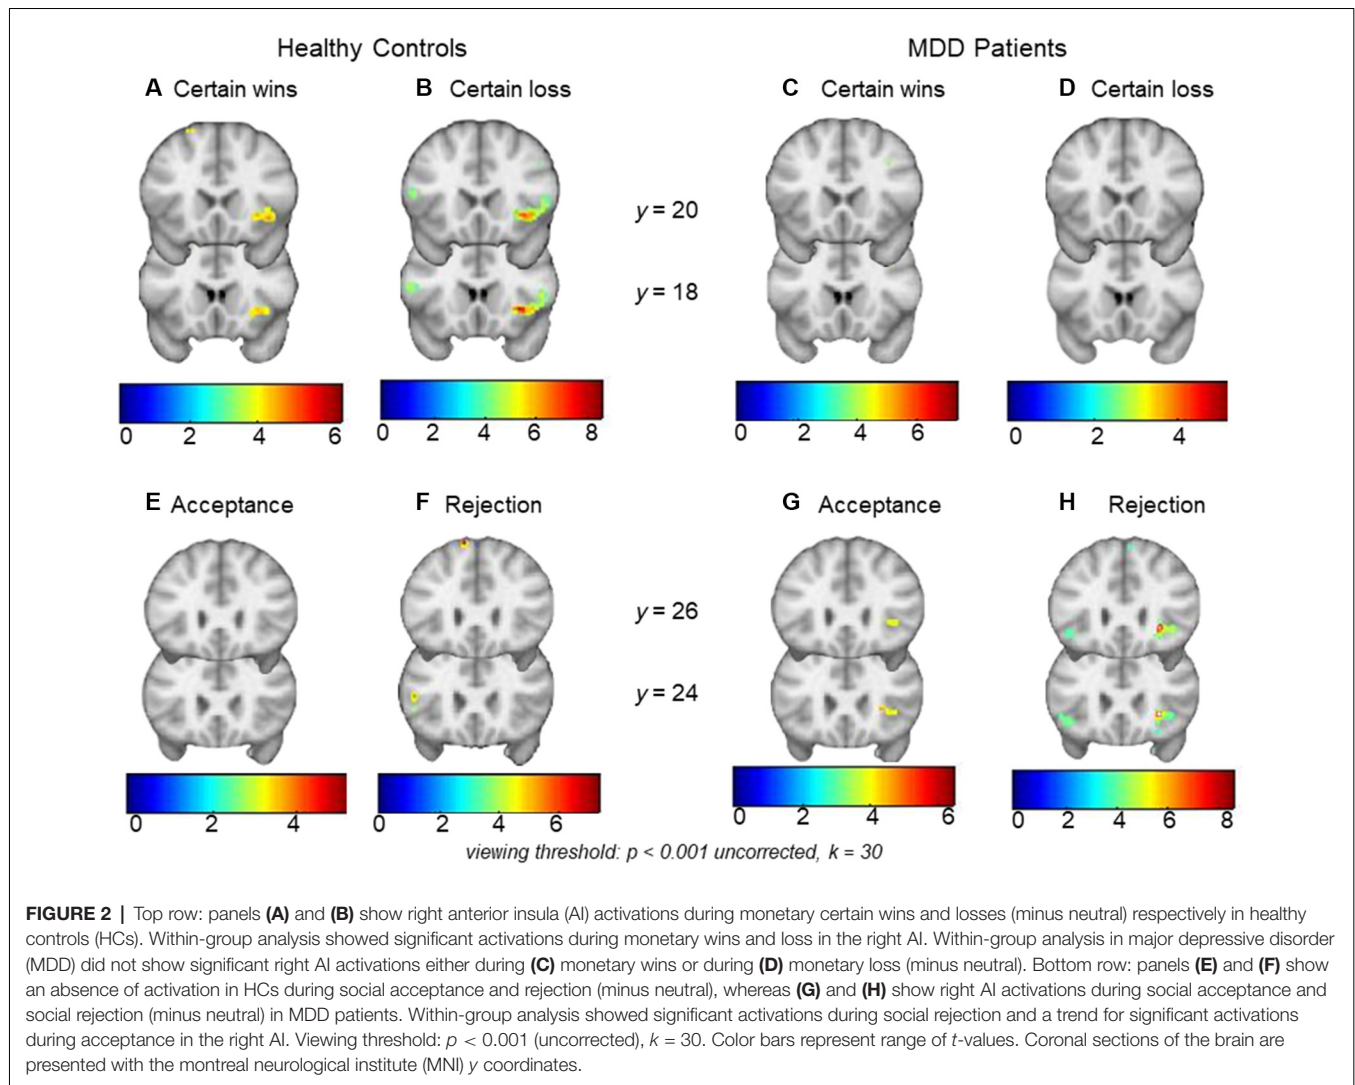 Healthy Controls
MDD Patients
A Certain wins
B Certain loss
C Certain wins
D Certain loss
y = 20
y = 18
0 2 4 6
0 2 4 6 8
0 2 4 6
0 2 4
E Acceptance
F Rejection
G Acceptance
H Rejection
y = 26
y = 24
0 2 4
0 2 4 6
0 2 4 6
0 2 4 6 8
viewing threshold: p < 0.001 uncorrected, k = 30
FIGURE 2 | Top row: panels (A) and (B) show right anterior insula (AI) activations during monetary certain wins and losses (minus neutral) respectively in healthy
controls (HCs). Within-group analysis showed significant activations during monetary wins and loss in the right AI. Within-group analysis in major depressive disorder
(MDD) did not show significant right AI activations either during (C) monetary wins or during (D) monetary loss (minus neutral). Bottom row: panels (E) and (F) show
an absence of activation in HCs during social acceptance and rejection (minus neutral), whereas (G) and (H) show right AI activations during social acceptance and
social rejection (minus neutral) in MDD patients. Within-group analysis showed significant activations during social rejection and a trend for significant activations
during acceptance in the right AI. Viewing threshold: p < 0.001 (uncorrected), k = 30. Color bars represent range of t-values. Coronal sections of the brain are
presented with the montreal neurological institute (MNI) y coordinates.